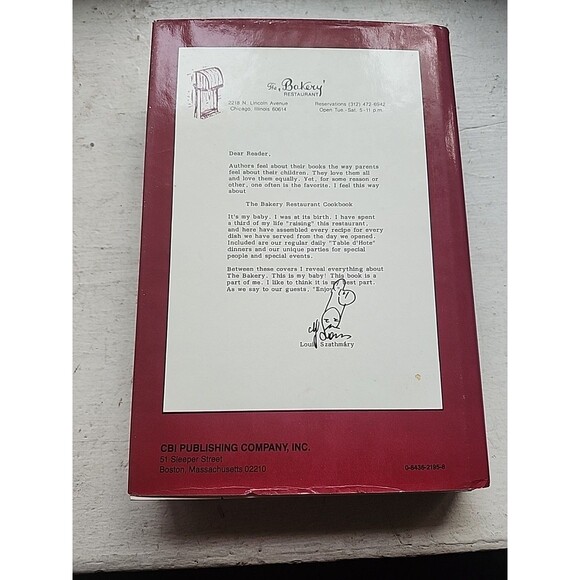 The Bakery
RESTAURANT
2218 N. Lincoln Avenue
Chicago, Illinois 60614
Reservations (312) 472-6942
Open Tue - Sat. 5-11 p.m.
Dear Reader,
Authors feel about their books the way parents
feel about their children. They love them all
and love them equally. Yet, for some reason or
other, one often is the favorite. I feel this way
about
The Bakery Restaurant Cookbook
It's my baby. I was at its birth. I have spent
a third of my life "raising" this restaurant,
and here have assembled every recipe for every
dish we have served from the day we opened.
Included are our regular daily "Table d'Hote"
dinners and our unique parties for special
people and special events.
Between these covers I reveal everything about
The Bakery. This is my baby! This book is a
part of me. I like to think it is my best part.
As we say to our guests, "Enjoy
Louis Szathmáry
CBI PUBLISHING COMPANY, INC.
51 Sleeper Street
Boston, Massachusetts 02210
0-8436-2195-8